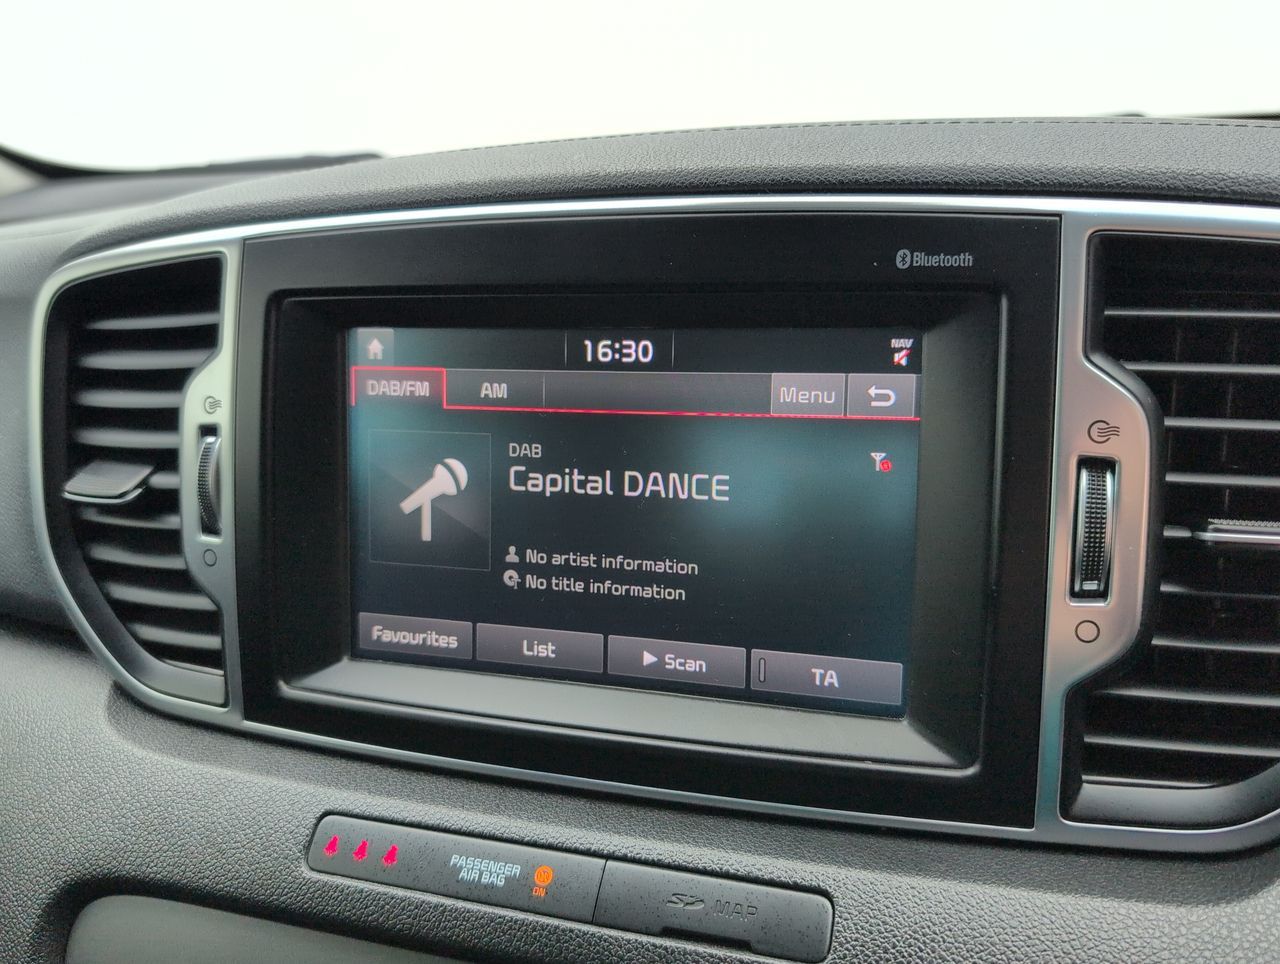 Bluetooth
16:30
NAV
DAB/FM
AM
Menu
DAB
Capital DANCE
No artist information
No title information
Favourites
List
Scan
TA
PASSENGER
AIR BAG
ON
SD MAP